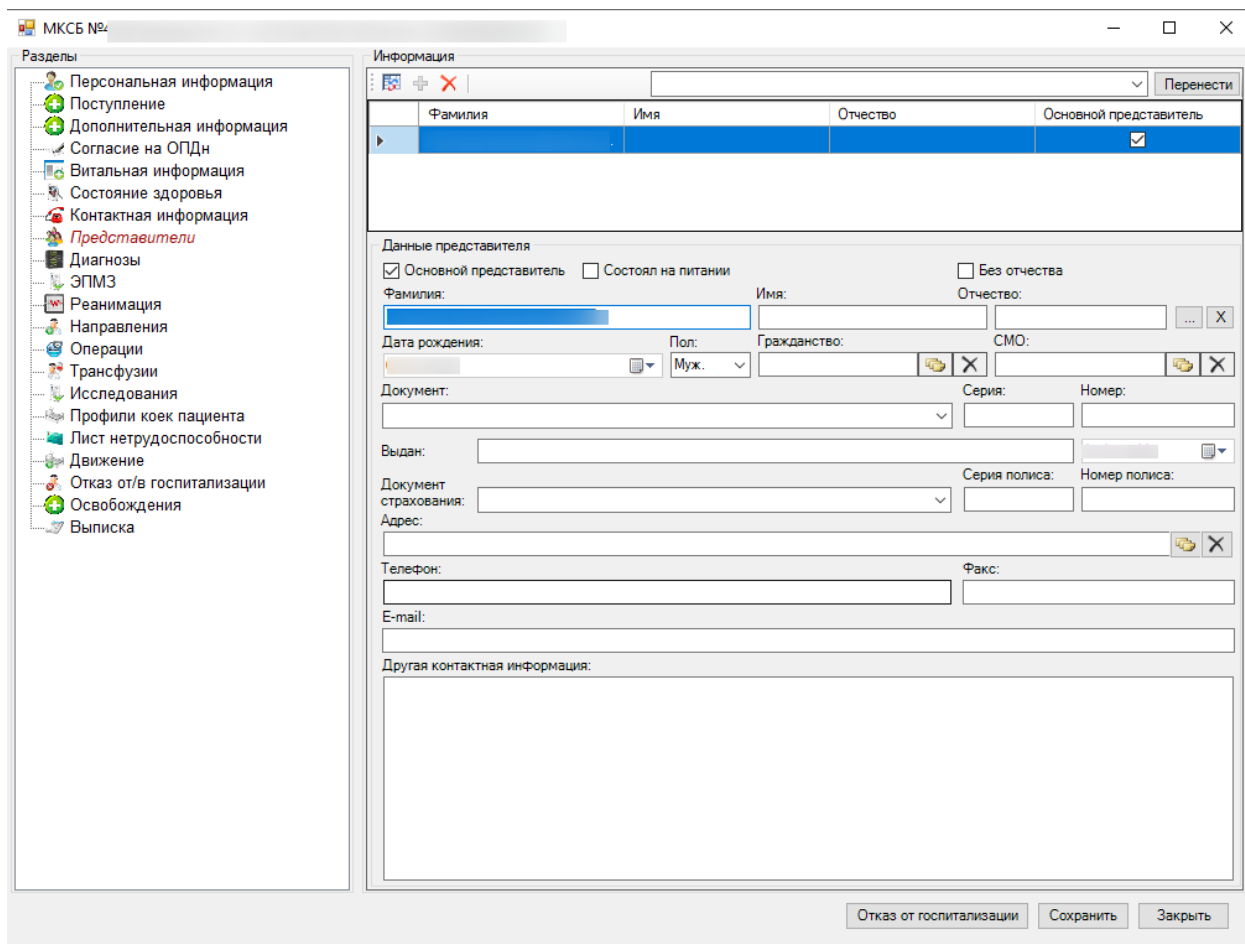 МКСБ №
Разделы
Персональная информация
Поступление
Дополнительная информация
Согласие на ОПДн
Витальная информация
Состояние здоровья
Контактная информация
Представители
Диагнозы
ЭПМЗ
Реанимация
Направления
Операции
Трансфузии
Исследования
Профили коек пациента
Лист нетрудоспособности
Движение
Отказ от/в госпитализации
Освобождения
Выписка
Информация
Перенести
Фамилия Имя Отчество Основной представитель
Данные представителя
Основной представитель Состоял на питании Без отчества
Фамилия: Имя: Отчество:
... X
Дата рождения: Пол: Гражданство: СМО:
Муж.
Документ: Серия: Номер:
Выдан:
Документ страхования: Серия полиса: Номер полиса:
Адрес:
Телефон: Факс:
E-mail:
Другая контактная информация:
Отказ от госпитализации Сохранить Закрыть